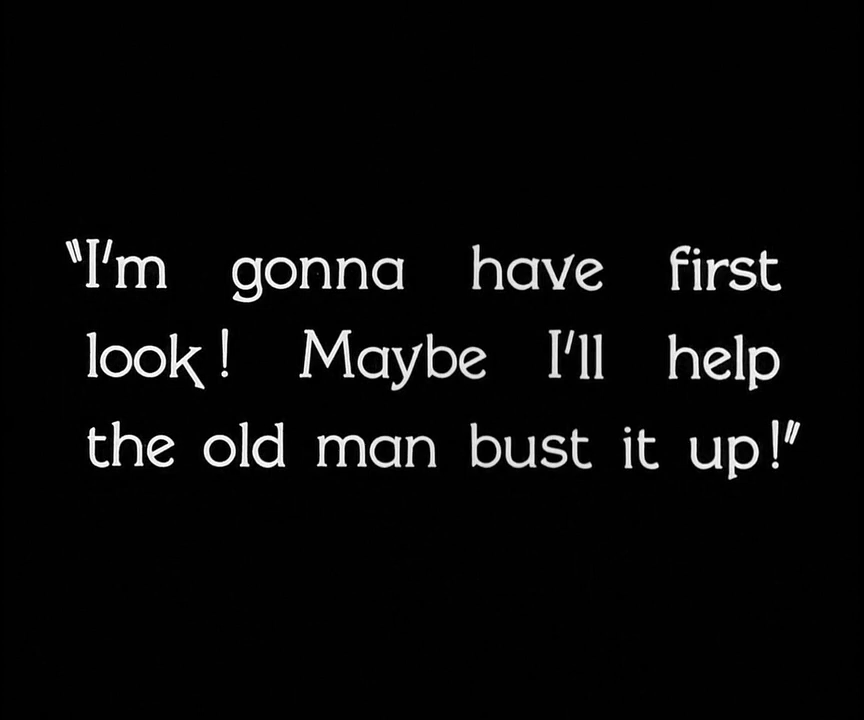 "I'm gonna have first
look! Maybe I'll help
the old man bust it up!"